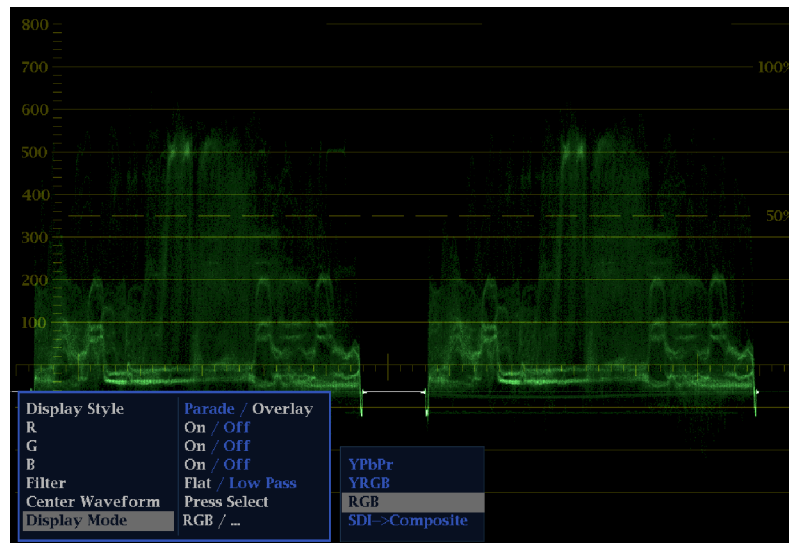 800
700
100%
600
500
400
50%
300
200
100
Display Style Parade / Overlay
R On / Off
G On / Off
B On / Off
Filter Flat / Low Pass
Center Waveform Press Select
Display Mode RGB / ...
YPbPr
YRGB
RGB
SDI-->Composite